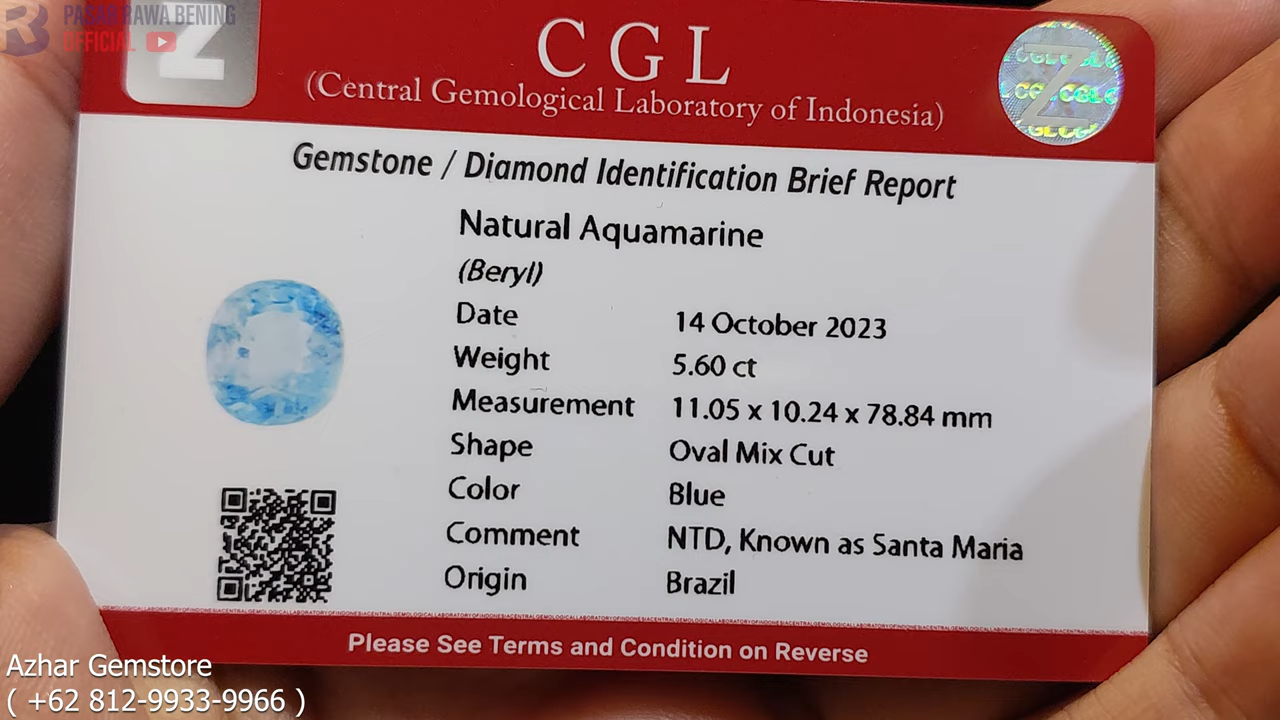 PASAR RAWA BENING
OFFICIAL
Z
CGL
(Central Gemological Laboratory of Indonesia)
Gemstone / Diamond Identification Brief Report
Natural Aquamarine
(Beryl)
Date 14 October 2023
Weight 5.60 ct
Measurement 11.05 x 10.24 x 78.84 mm
Shape Oval Mix Cut
Color Blue
Comment NTD, Known as Santa Maria
Origin Brazil
Please See Terms and Condition on Reverse
Azhar Gemstore
( +62 812-9933-9966 )